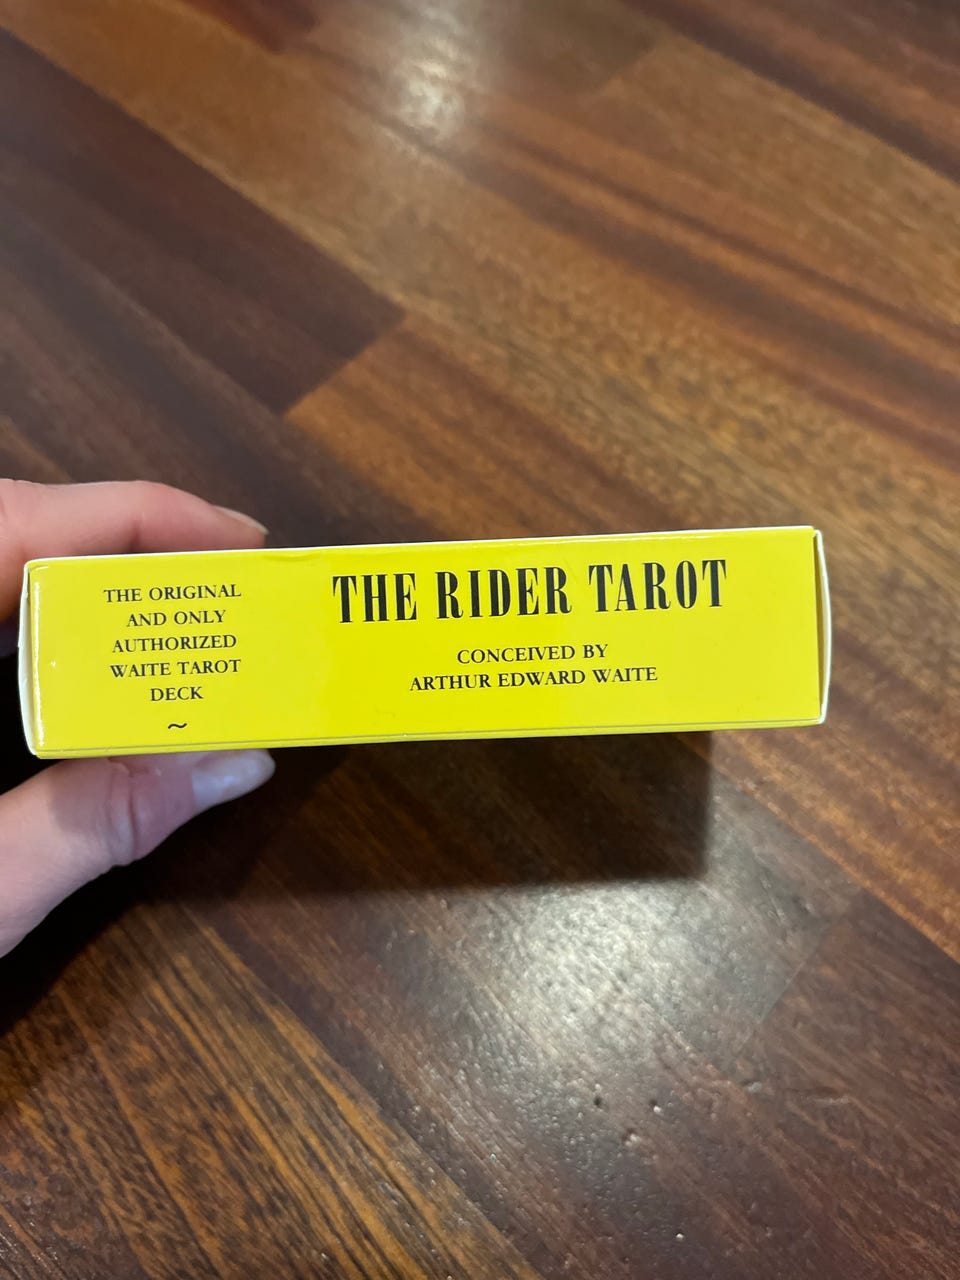 THE ORIGINAL
AND ONLY
AUTHORIZED
WAITE TAROT
DECK
~
THE RIDER TAROT
CONCEIVED BY
ARTHUR EDWARD WAITE